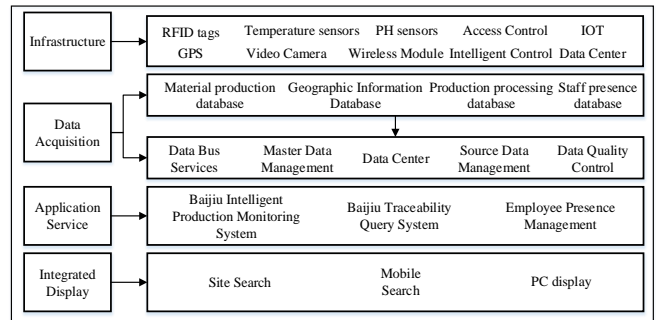 Infrastructure
RFID tags Temperature sensors PH sensors Access Control IOT
GPS Video Camera Wireless Module Intelligent Control Data Center
Data
Acquisition
Material production
database
Geographic Information
Database
Production processing
database
Staff presence
database
Data Bus
Services
Master Data
Management
Data Center
Source Data
Management
Data Quality
Control
Application
Service
Baijiu Intelligent
Production Monitoring
System
Baijiu Traceability
Query System
Employee Presence
Management
Integrated
Display
Site Search
Mobile
Search
PC display